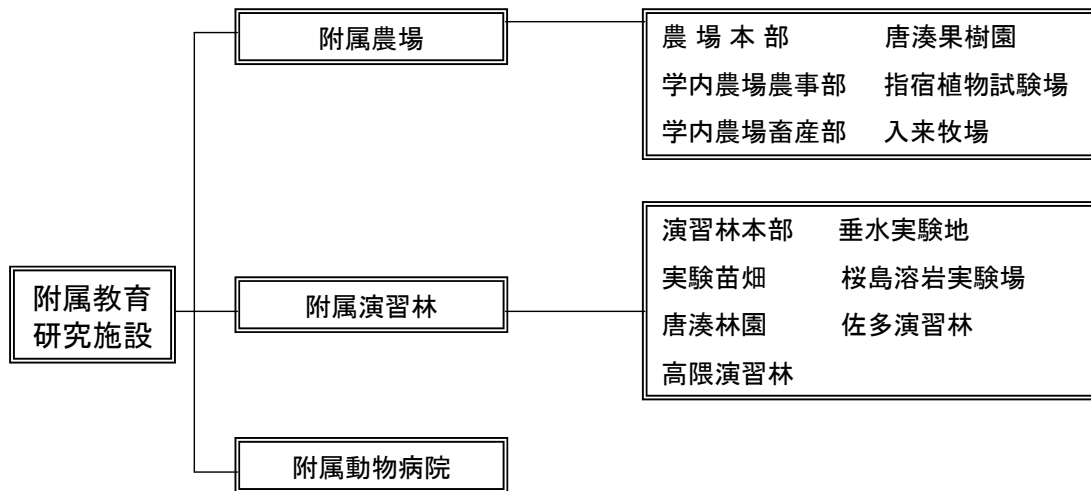 附属農場
農場本部 唐湊果樹園
学内農場農事部 指宿植物試験場
学内農場畜産部 入来牧場
附属教育
研究施設
附属演習林
演習林本部 垂水実験地
実験苗畑 桜島溶岩実験場
唐湊林園 佐多演習林
高隈演習林
附属動物病院